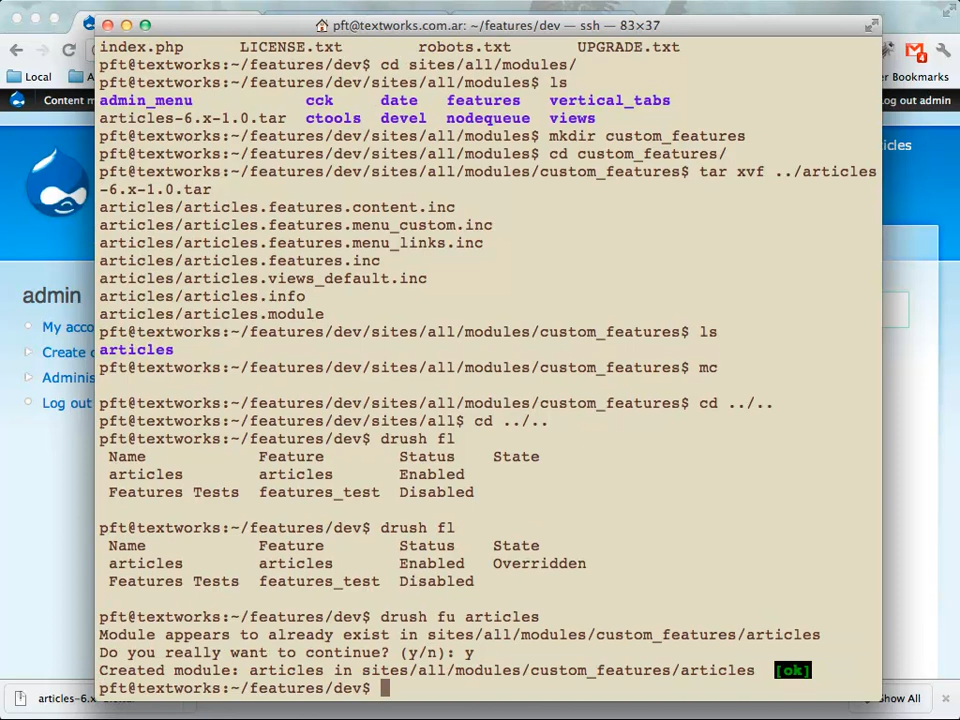 pft@textworks.com.ar: ~/features/dev — ssh — 83×37
index.php LICENSE.txt robots.txt UPGRADE.txt
pft@textworks:~/features/dev$ cd sites/all/modules/
pft@textworks:~/features/dev/sites/all/modules$ ls
admin_menu cck date features vertical_tabs
articles-6.x-1.0.tar ctools devel nodequeue views
pft@textworks:~/features/dev/sites/all/modules$ mkdir custom_features
pft@textworks:~/features/dev/sites/all/modules$ cd custom_features/
pft@textworks:~/features/dev/sites/all/modules/custom_features$ tar xvf ../articles
-6.x-1.0.tar
articles/articles.features.content.inc
articles/articles.features.menu_custom.inc
articles/articles.features.menu_links.inc
articles/articles.features.inc
articles/articles.views_default.inc
articles/articles.info
articles/articles.module
pft@textworks:~/features/dev/sites/all/modules/custom_features$ ls
articles
pft@textworks:~/features/dev/sites/all/modules/custom_features$ mc
pft@textworks:~/features/dev/sites/all/modules/custom_features$ cd ../..
pft@textworks:~/features/dev/sites/all$ cd ../..
pft@textworks:~/features/dev$ drush fl
Name Feature Status State
articles articles Enabled
Features Tests features_test Disabled
pft@textworks:~/features/dev$ drush fl
Name Feature Status State
articles articles Enabled Overridden
Features Tests features_test Disabled
pft@textworks:~/features/dev$ drush fu articles
Module appears to already exist in sites/all/modules/custom_features/articles
Do you really want to continue? (y/n): y
Created module: articles in sites/all/modules/custom_features/articles [ok]
pft@textworks:~/features/dev$
Local
Content m
admin
My acco
Create c
Adminis
Log out
4
er Bookmarks
og out admin
icles
articles-6.x
Show All